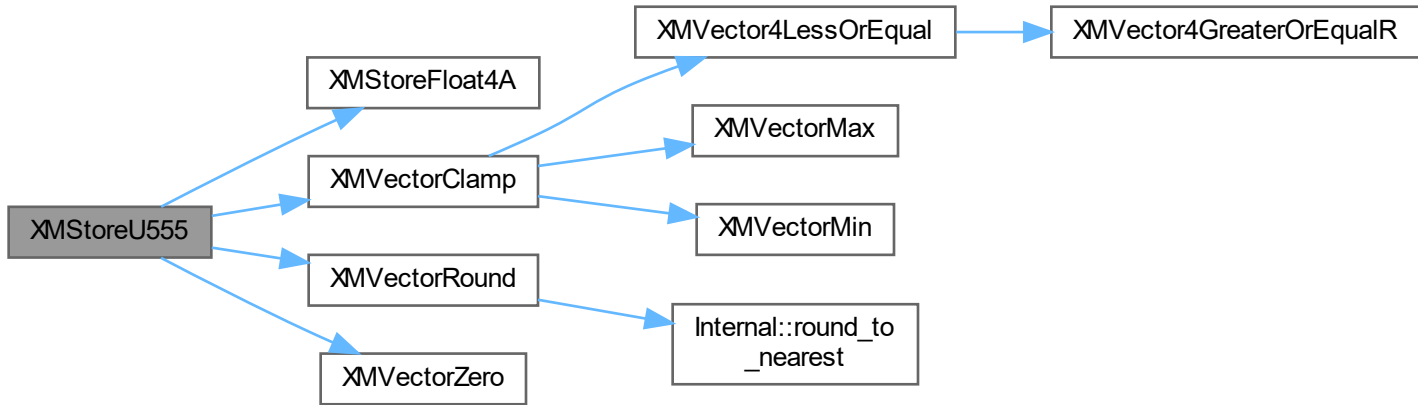 XMVector4LessOrEqual
XMVector4GreaterOrEqualR
XMStoreFloat4A
XMVectorMax
XMVectorClamp
XMStoreU555
XMVectorMin
XMVectorRound
Internal::round_to
_nearest
XMVectorZero